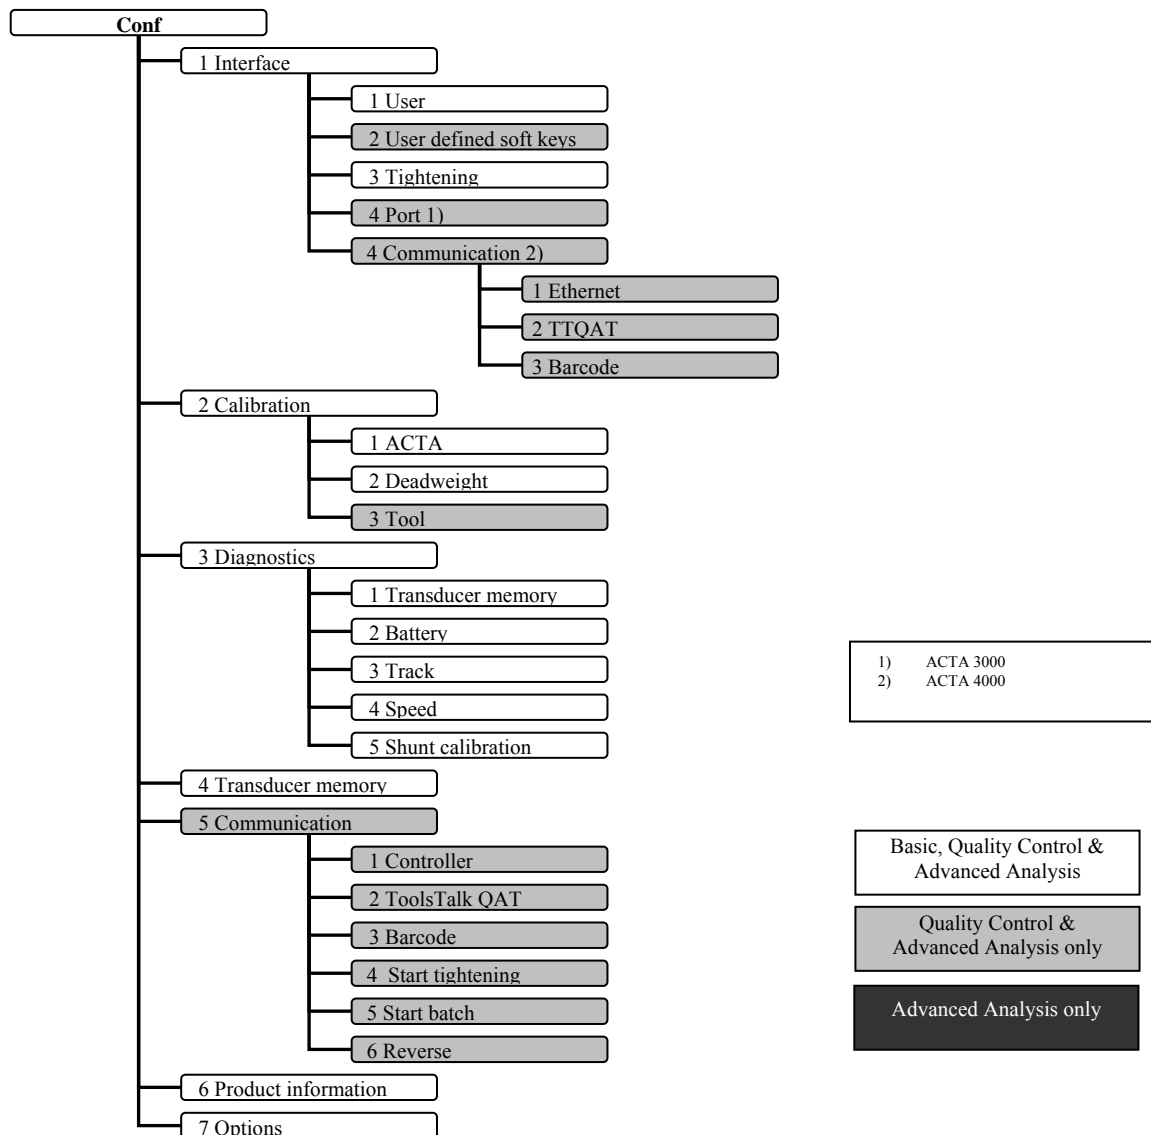 Conf
1 Interface
1 User
2 User defined soft keys
3 Tightening
4 Port 1)
4 Communication 2)
1 Ethernet
2 TTQAT
3 Barcode
2 Calibration
1 ACTA
2 Deadweight
3 Tool
3 Diagnostics
1 Transducer memory
2 Battery
3 Track
4 Speed
5 Shunt calibration
4 Transducer memory
5 Communication
1 Controller
2 ToolsTalk QAT
3 Barcode
4 Start tightening
5 Start batch
6 Reverse
6 Product information
7 Options
1) ACTA 3000
2) ACTA 4000
Basic, Quality Control &
Advanced Analysis
Quality Control &
Advanced Analysis only
Advanced Analysis only